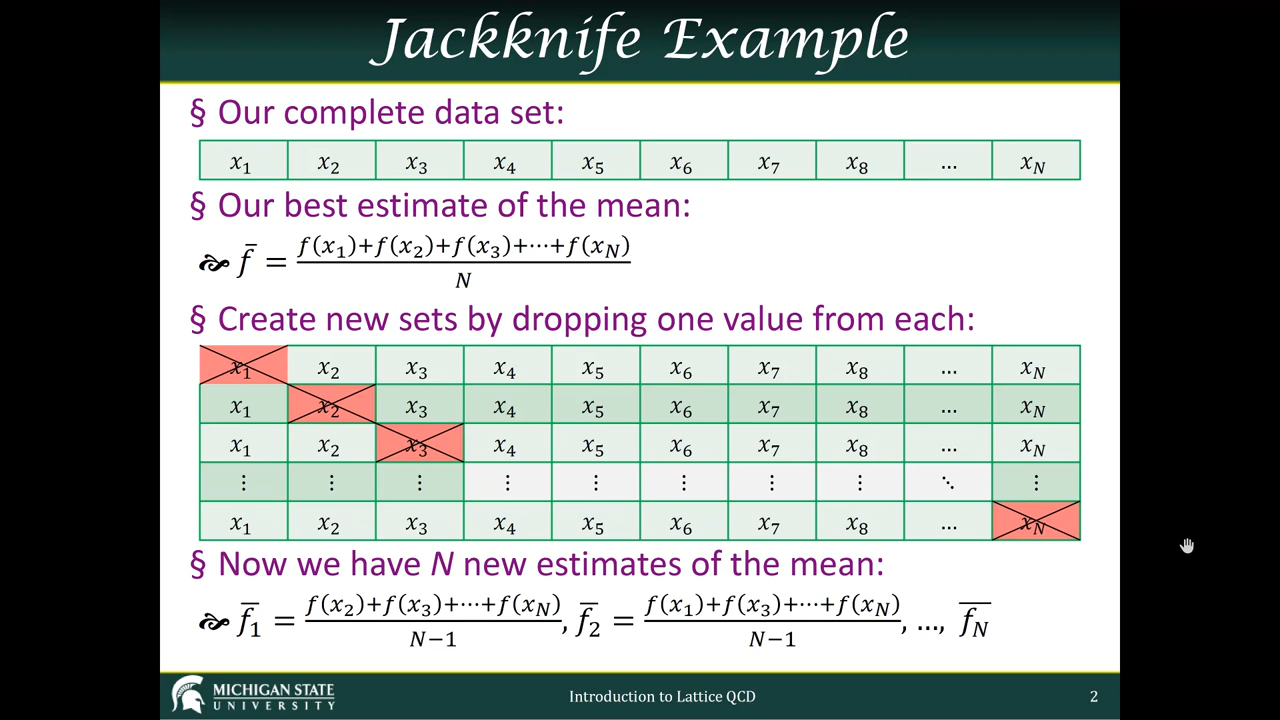 Jackknife Example
§ Our complete data set:
x₁ x₂ x₃ x₄ x₅ x₆ x₇ x₈ … x_N
§ Our best estimate of the mean:
f̄ = (f(x₁)+f(x₂)+f(x₃)+⋯+f(x_N))/N
§ Create new sets by dropping one value from each:
x₁ x₂ x₃ x₄ x₅ x₆ x₇ x₈ … x_N
x₁ x₂ x₃ x₄ x₅ x₆ x₇ x₈ … x_N
x₁ x₂ x₃ x₄ x₅ x₆ x₇ x₈ … x_N
⋮ ⋮ ⋮ ⋮ ⋮ ⋮ ⋮ ⋮ ⋱ ⋮
x₁ x₂ x₃ x₄ x₅ x₆ x₇ x₈ … x_N
§ Now we have N new estimates of the mean:
f̄₁ = (f(x₂)+f(x₃)+⋯+f(x_N))/(N−1), f̄₂ = (f(x₁)+f(x₃)+⋯+f(x_N))/(N−1), …, f̄_N
MICHIGAN STATE
UNIVERSITY
Introduction to Lattice QCD
2